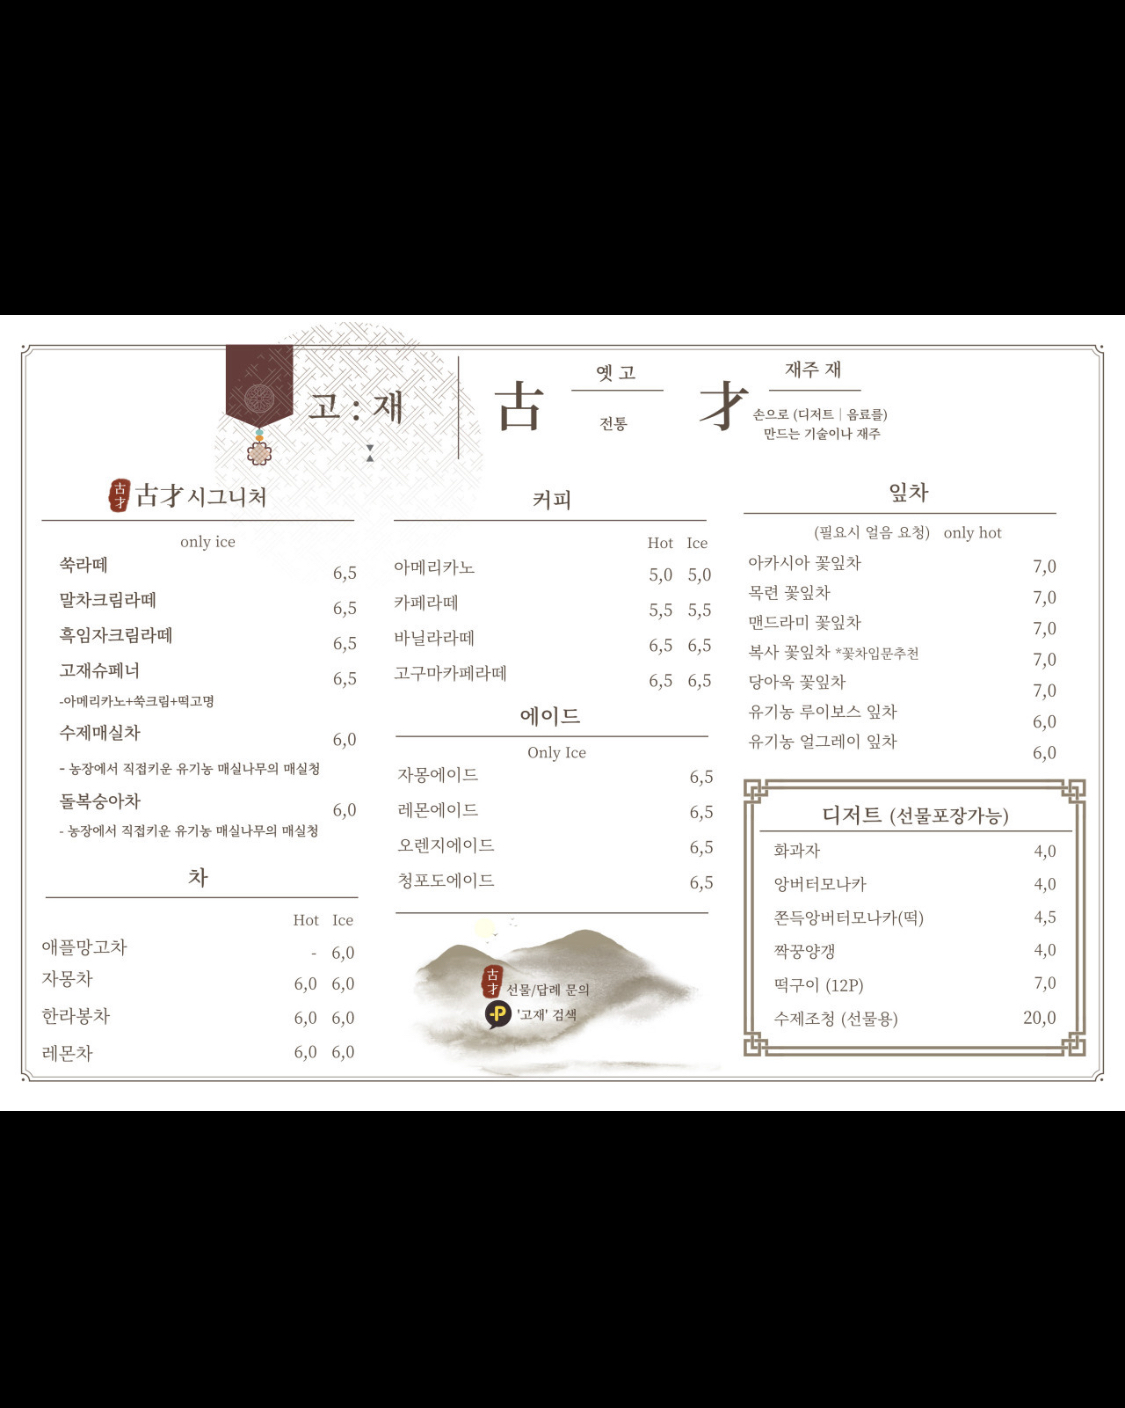 고:재
古
옛 고
전통
才
재주 재
손으로 (디저트 | 음료를)
만드는 기술이나 재주
古才
古才 시그니처
only ice
쑥라떼 6,5
말차크림라떼 6,5
흑임자크림라떼 6,5
고재슈페너 6,5
-아메리카노+쑥크림+떡고명
수제매실차 6,0
- 농장에서 직접키운 유기농 매실나무의 매실청
돌복숭아차 6,0
- 농장에서 직접키운 유기농 매실나무의 매실청
차
Hot Ice
애플망고차 - 6,0
자몽차 6,0 6,0
한라봉차 6,0 6,0
레몬차 6,0 6,0
커피
Hot Ice
아메리카노 5,0 5,0
카페라떼 5,5 5,5
바닐라라떼 6,5 6,5
고구마카페라떼 6,5 6,5
에이드
Only Ice
자몽에이드 6,5
레몬에이드 6,5
오렌지에이드 6,5
청포도에이드 6,5
古才
선물/답례 문의
P '고재' 검색
잎차
(필요시 얼음 요청) only hot
아카시아 꽃잎차 7,0
목련 꽃잎차 7,0
맨드라미 꽃잎차 7,0
복사 꽃잎차 *꽃차입문추천 7,0
당아욱 꽃잎차 7,0
유기농 루이보스 잎차 6,0
유기농 얼그레이 잎차 6,0
디저트 (선물포장가능)
화과자 4,0
앙버터모나카 4,0
쫀득앙버터모나카(떡) 4,5
짝꿍양갱 4,0
떡구이 (12P) 7,0
수제조청 (선물용) 20,0